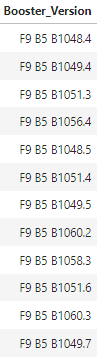 Booster_Version
F9 B5 B1048.4
F9 B5 B1049.4
F9 B5 B1051.3
F9 B5 B1056.4
F9 B5 B1048.5
F9 B5 B1051.4
F9 B5 B1049.5
F9 B5 B1060.2
F9 B5 B1058.3
F9 B5 B1051.6
F9 B5 B1060.3
F9 B5 B1049.7